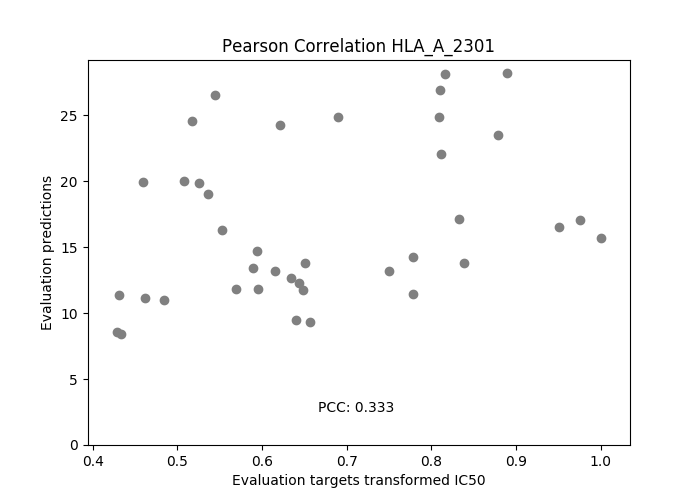 Pearson Correlation HLA_A_2301
Evaluation predictions
25
20
15
10
5
0
PCC: 0.333
0.4 0.5 0.6 0.7 0.8 0.9 1.0
Evaluation targets transformed IC50